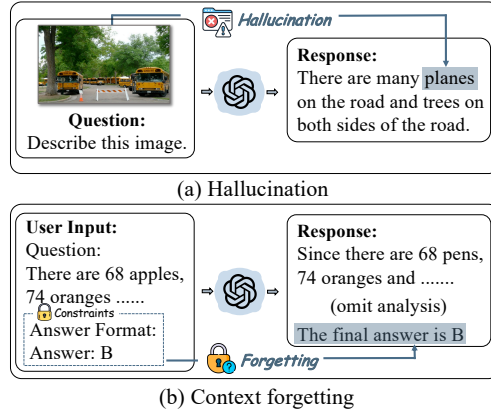 Hallucination
Question:
Describe this image.
Response:
There are many planes
on the road and trees on
both sides of the road.
(a) Hallucination
User Input:
Question:
There are 68 apples,
74 oranges ......
Constraints
Answer Format:
Answer: B
Response:
Since there are 68 pens,
74 oranges and .......
(omit analysis)
The final answer is B
Forgetting
(b) Context forgetting